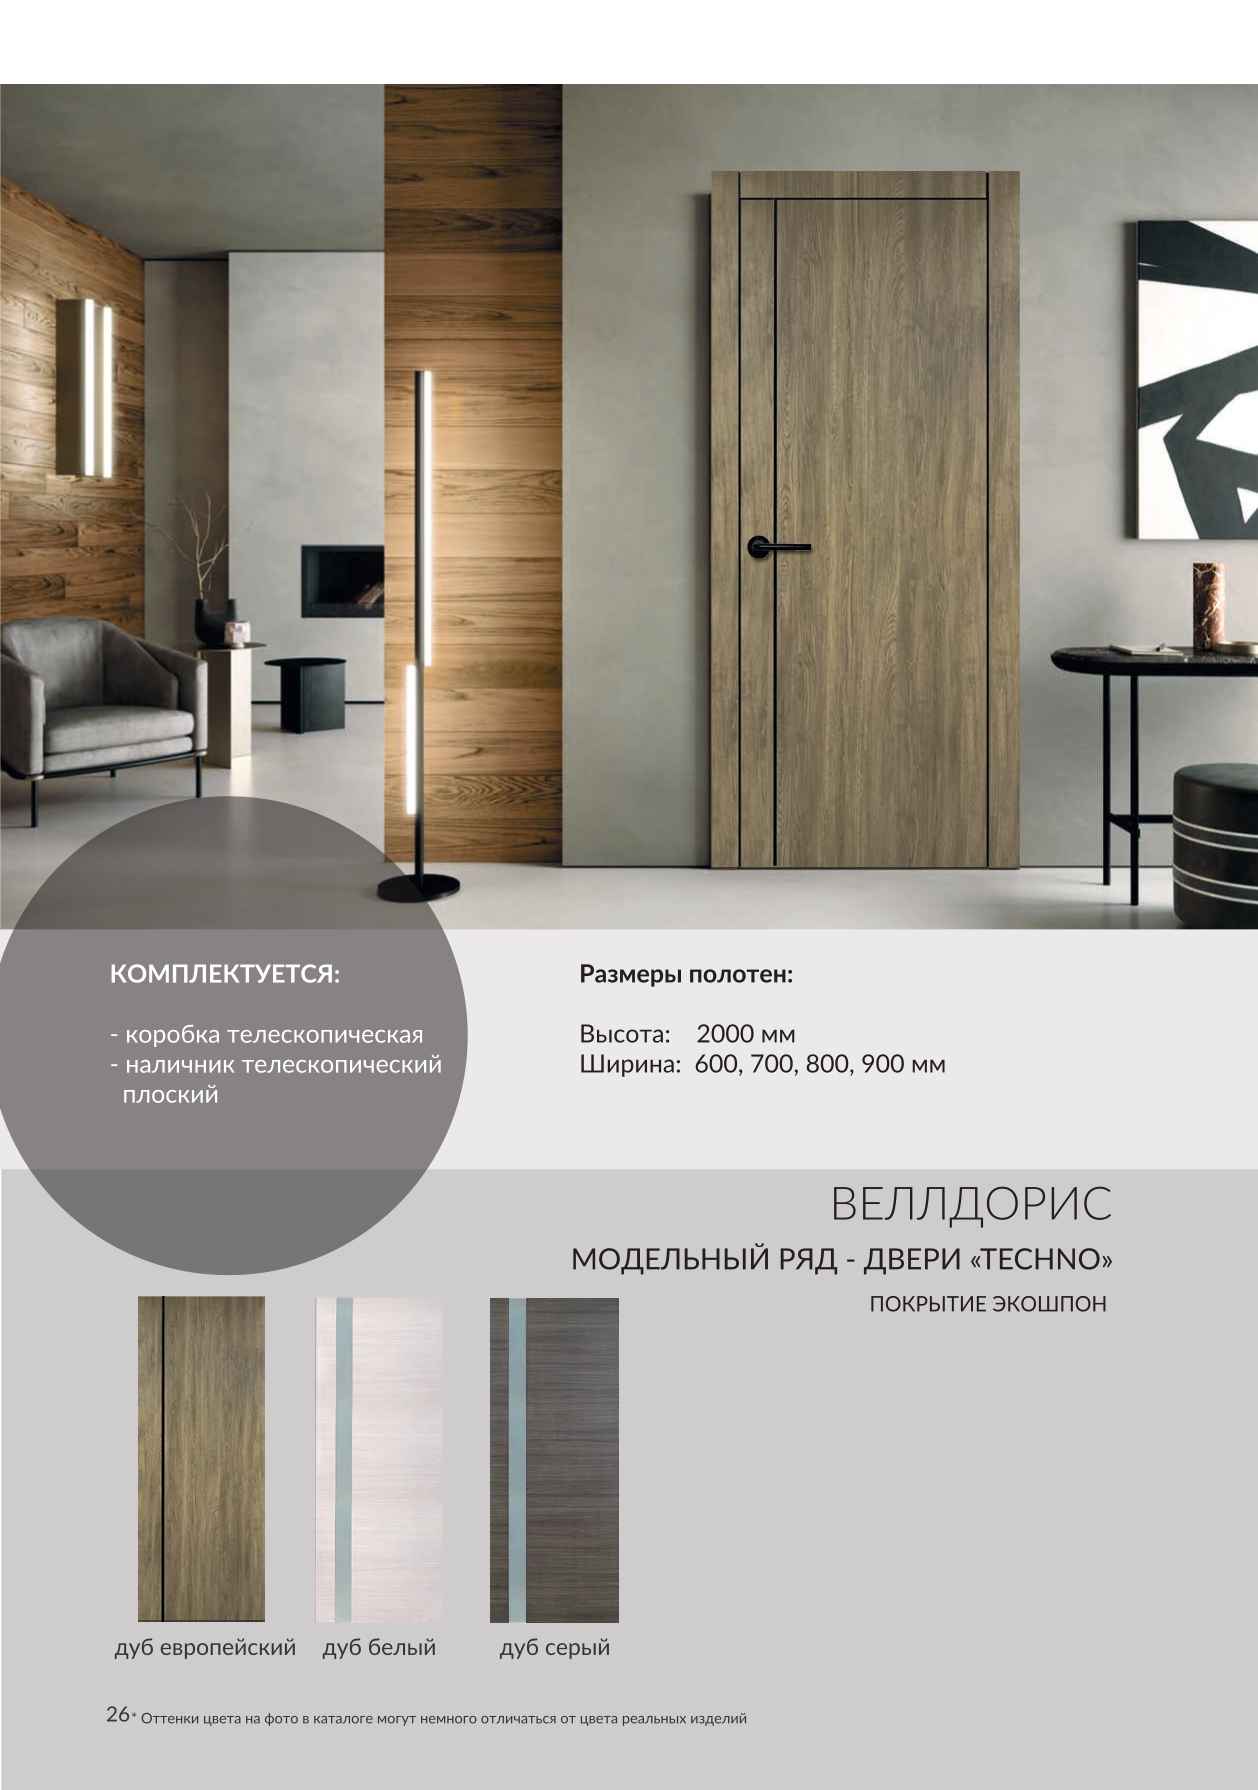 КОМПЛЕКТУЕТСЯ:
- коробка телескопическая
- наличник телескопический
плоский
Размеры полотен:
Высота: 2000 мм
Ширина: 600, 700, 800, 900 мм
ВЕЛЛДОРИС
МОДЕЛЬНЫЙ РЯД - ДВЕРИ «TECHNO»
ПОКРЫТИЕ ЭКОШПОН
дуб европейский
дуб белый
дуб серый
26* Оттенки цвета на фото в каталоге могут немного отличаться от цвета реальных изделий